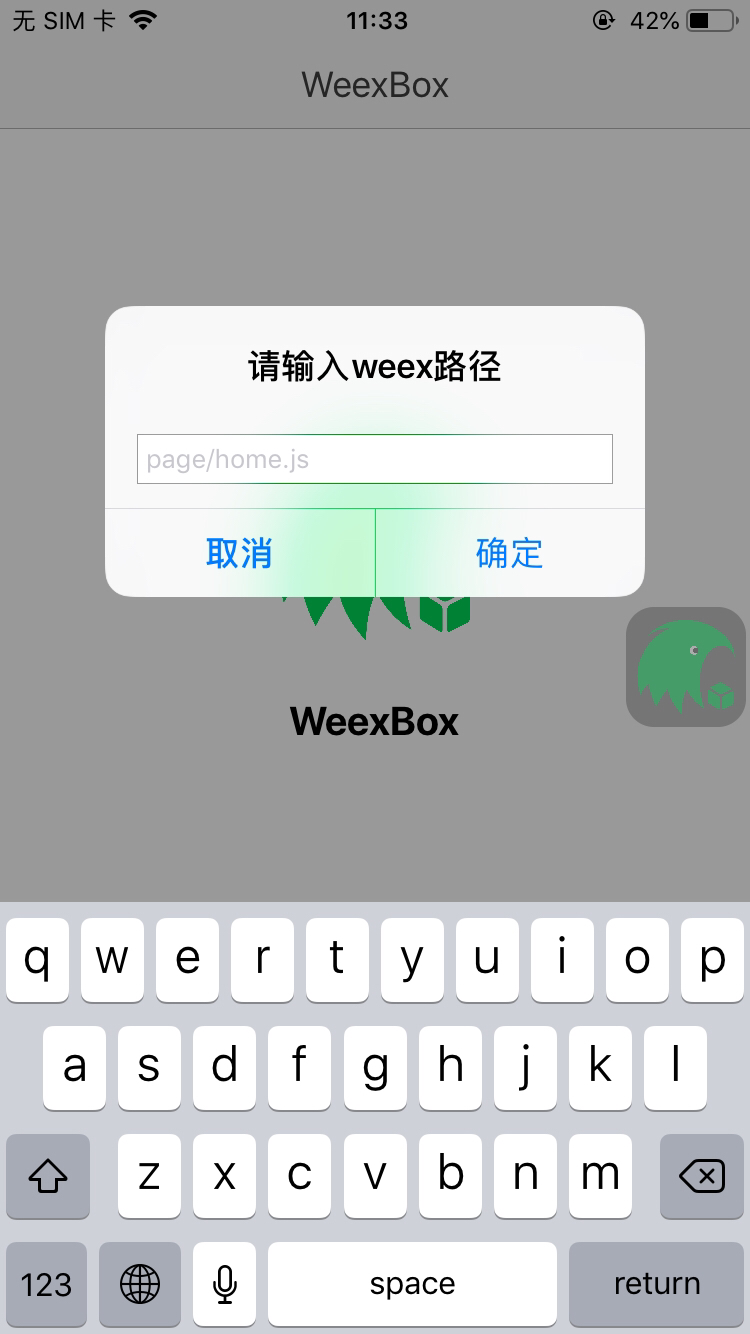 无 SIM 卡 11:33 42%
WeexBox
请输入weex路径
page/home.js
取消 确定
WeexBox
q w e r t y u i o p
a s d f g h j k l
z x c v b n m
123 space return